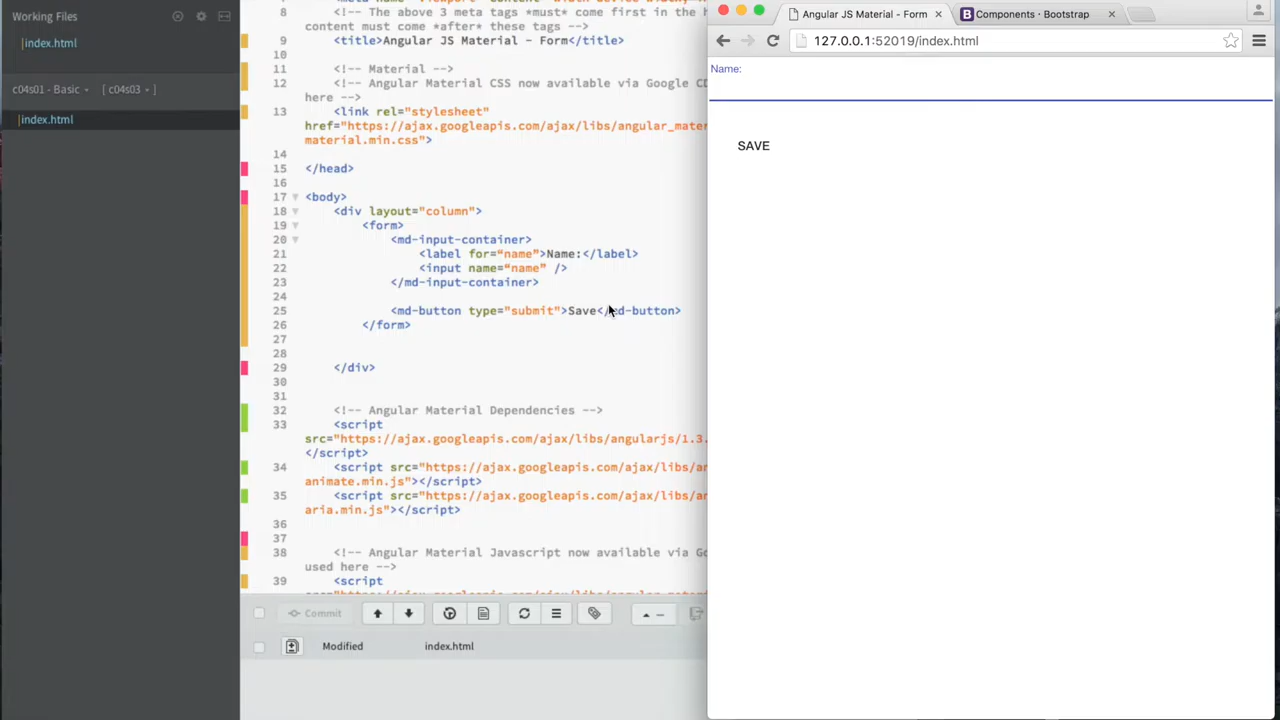 Working Files
index.html
c04s01 - Basic
[ c04s03 ]
index.html
8 <!-- The above 3 meta tags *must* come first in the h
content must come *after* these tags -->
9 <title>Angular JS Material - Form</title>
10
11 <!-- Material -->
12 <!-- Angular Material CSS now available via Google CD
here -->
13 <link rel="stylesheet"
href="https://ajax.googleapis.com/ajax/libs/angular_mater
material.min.css">
14
15 </head>
16
17 <body>
18 <div layout="column">
19 <form>
20 <md-input-container>
21 <label for="name">Name:</label>
22 <input name="name" />
23 </md-input-container>
24
25 <md-button type="submit">Save</md-button>
26 </form>
27
28
29 </div>
30
31
32 <!-- Angular Material Dependencies -->
33 <script
src="https://ajax.googleapis.com/ajax/libs/angularjs/1.3.
</script>
34 <script src="https://ajax.googleapis.com/ajax/libs/an
animate.min.js"></script>
35 <script src="https://ajax.googleapis.com/ajax/libs/an
aria.min.js"></script>
36
37
38 <!-- Angular Material Javascript now available via Go
used here -->
39 <script
Commit
Modified index.html
Angular JS Material - Form
Components · Bootstrap
127.0.0.1:52019/index.html
Name:
SAVE